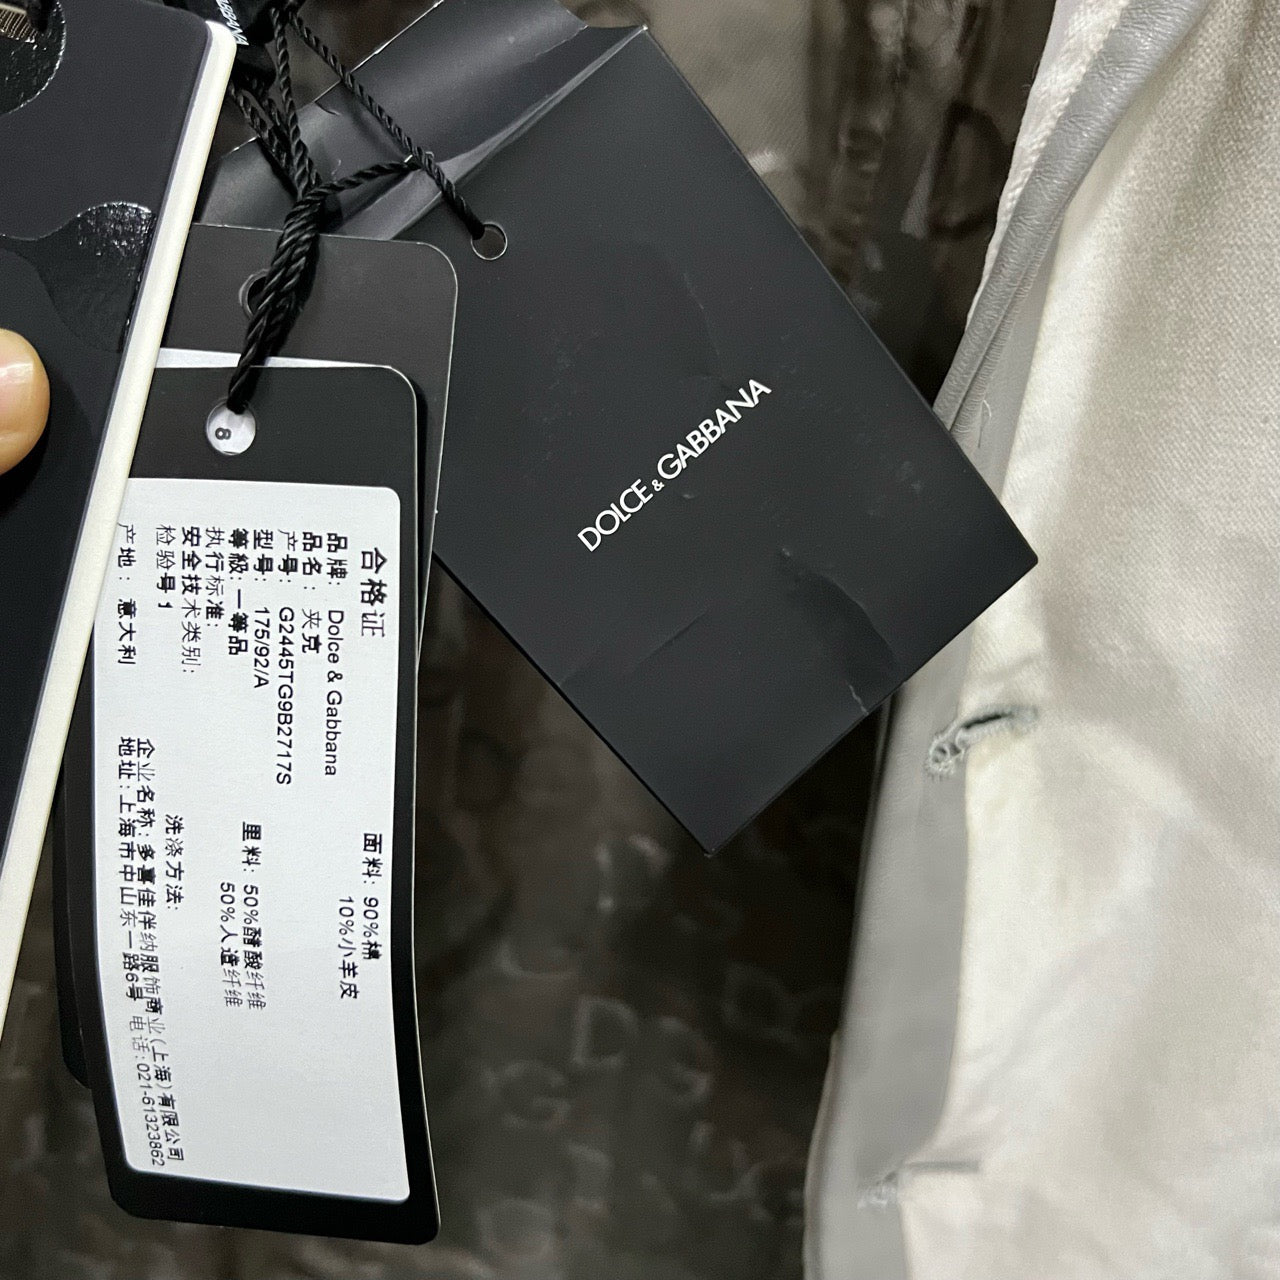 DOLCE & GABBANA
8
合格证
品牌: Dolce & Gabbana
品名: 夹克
产号: G2445TG9B2717S
型号: 175/92/A
等級: 一等品
执行标准:
安全技术类别:
检验号1
产地: 意大利
面料: 90%棉
10%小羊皮
里料: 50%醋酸纤维
50%人造纤维
洗涤方法:
企业名称: 多喜佳伴纳服饰商业(上海)有限公司
地址: 上海市中山东一路6号 电话:021-61323862